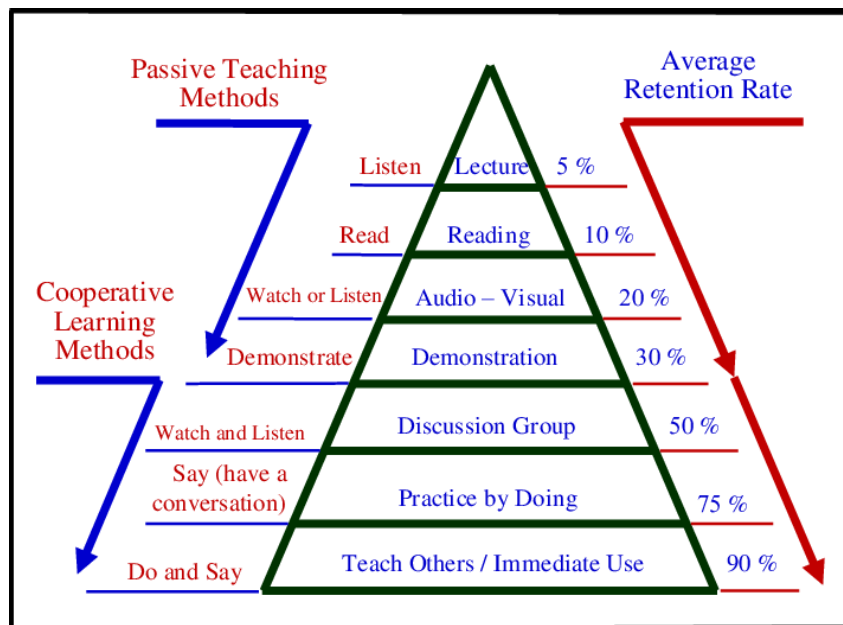 Passive Teaching
Methods
Average
Retention Rate
Listen Lecture 5 %
Read Reading 10 %
Cooperative
Learning
Methods
Watch or Listen Audio – Visual 20 %
Demonstrate Demonstration 30 %
Watch and Listen Discussion Group 50 %
Say (have a
conversation) Practice by Doing 75 %
Do and Say Teach Others / Immediate Use 90 %